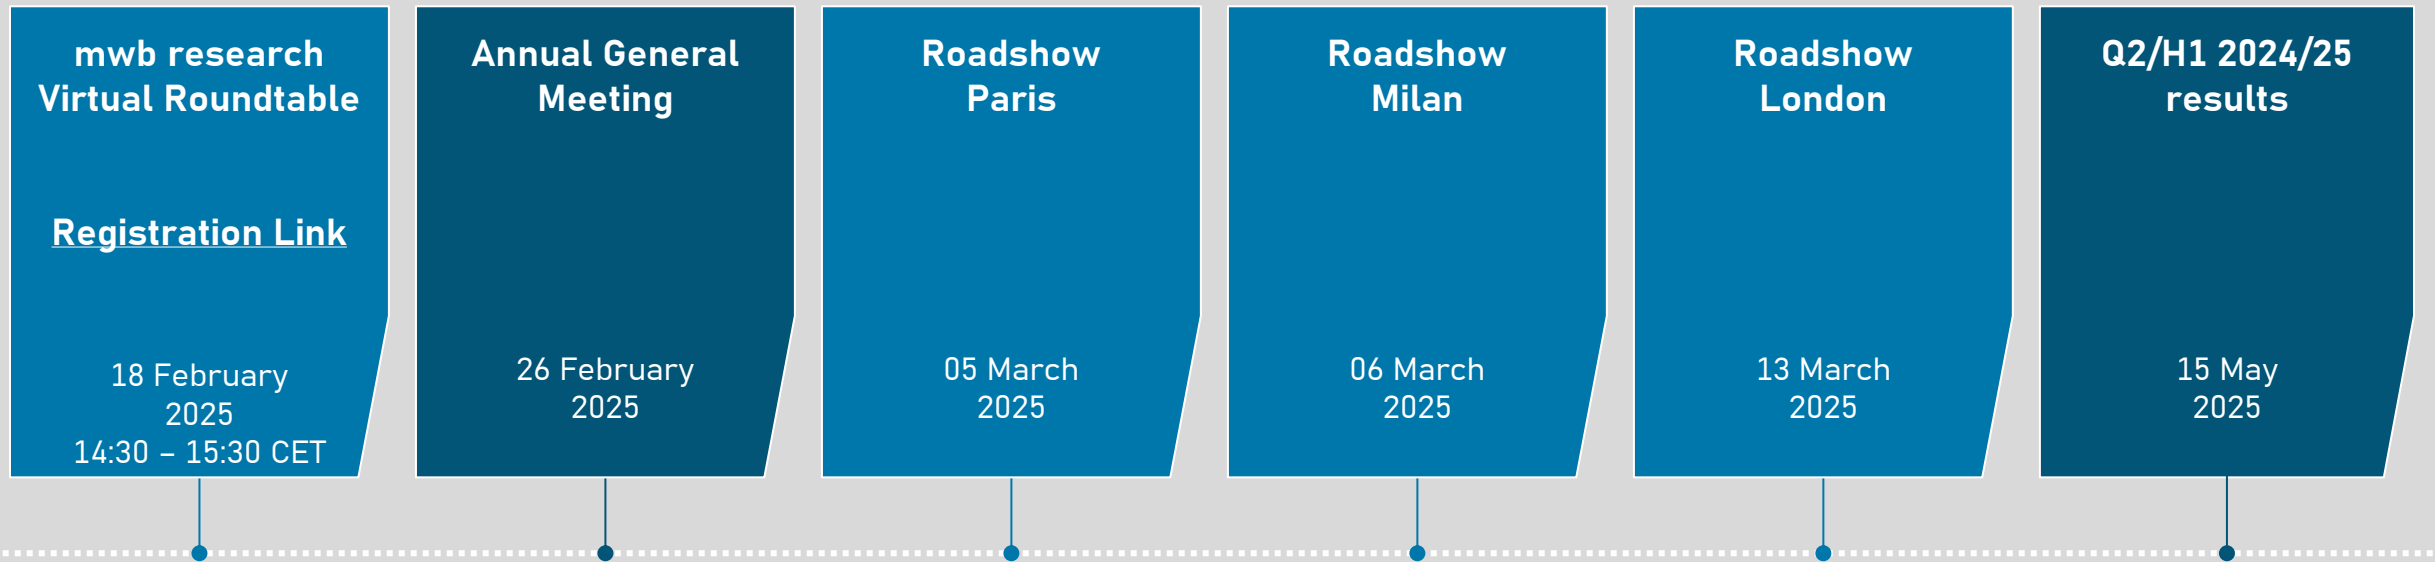 mwb research
Virtual Roundtable
Registration Link
18 February
2025
14:30 – 15:30 CET
Annual General
Meeting
26 February
2025
Roadshow
Paris
05 March
2025
Roadshow
Milan
06 March
2025
Roadshow
London
13 March
2025
Q2/H1 2024/25
results
15 May
2025